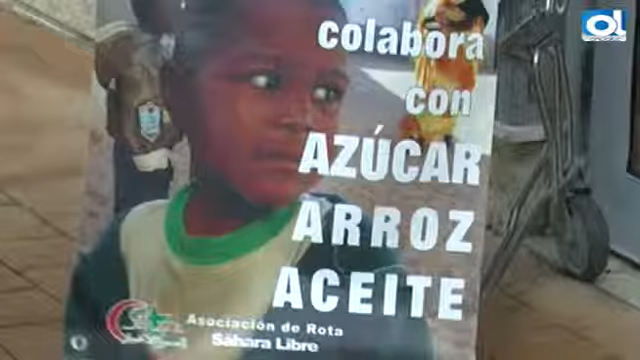 colabora
con
AZÚCAR
ARROZ
ACEITE
Asociación de Rota
Sáhara Libre